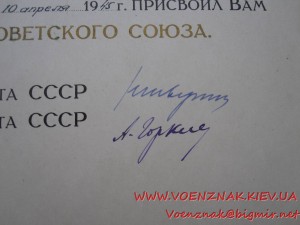 10 апреля 1945 г. ПРИСВОИЛ ВАМ
ОВЕТСКОГО СОЮЗА.
ТА СССР
ТА СССР А. Горкин
WWW.VOENZNAK.KIEV.UA
Voenznak@bigmir.net